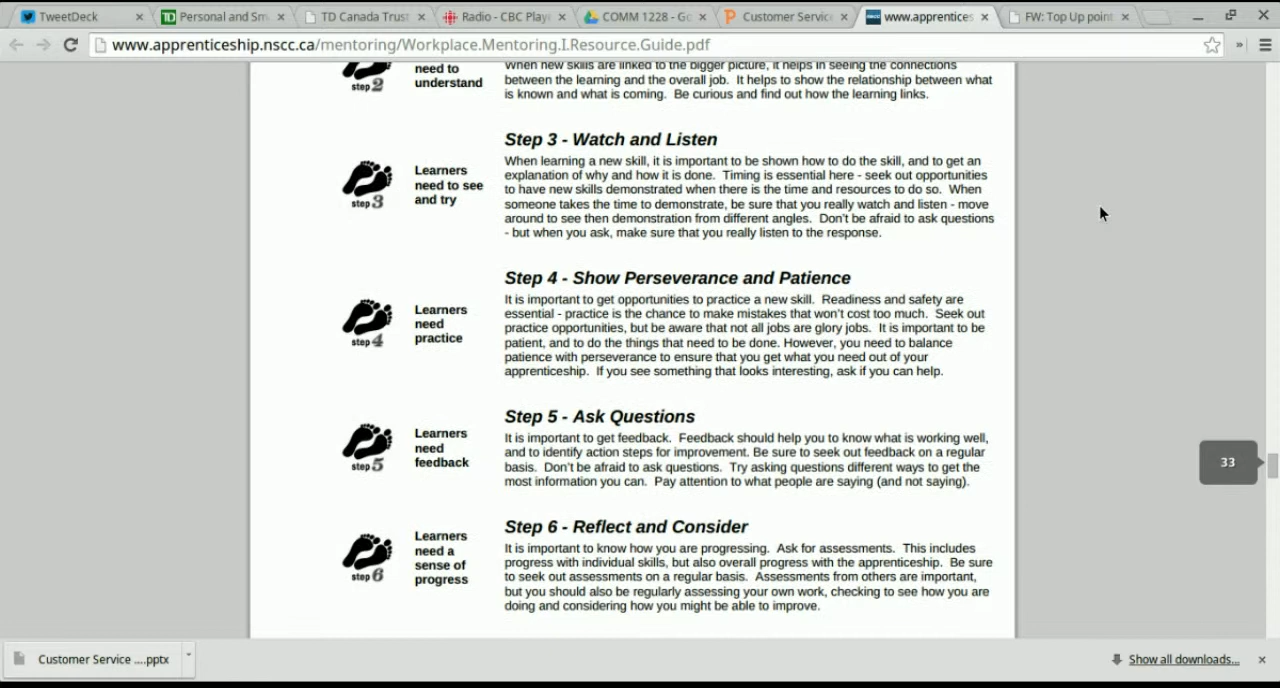 TweetDeck
Personal and Sm
TD Canada Trust
Radio - CBC Play
COMM 1228 - Go
Customer Service
www.apprentices
FW: Top Up point
www.apprenticeship.nscc.ca/mentoring/Workplace.Mentoring.I.Resource.Guide.pdf
step 2
need to
understand
When new skills are linked to the bigger picture, it helps in seeing the connections
between the learning and the overall job. It helps to show the relationship between what
is known and what is coming. Be curious and find out how the learning links.
Step 3 - Watch and Listen
step 3
Learners
need to see
and try
When learning a new skill, it is important to be shown how to do the skill, and to get an
explanation of why and how it is done. Timing is essential here - seek out opportunities
to have new skills demonstrated when there is the time and resources to do so. When
someone takes the time to demonstrate, be sure that you really watch and listen - move
around to see then demonstration from different angles. Don't be afraid to ask questions
- but when you ask, make sure that you really listen to the response.
Step 4 - Show Perseverance and Patience
step 4
Learners
need
practice
It is important to get opportunities to practice a new skill. Readiness and safety are
essential - practice is the chance to make mistakes that won't cost too much. Seek out
practice opportunities, but be aware that not all jobs are glory jobs. It is important to be
patient, and to do the things that need to be done. However, you need to balance
patience with perseverance to ensure that you get what you need out of your
apprenticeship. If you see something that looks interesting, ask if you can help.
Step 5 - Ask Questions
step 5
Learners
need
feedback
It is important to get feedback. Feedback should help you to know what is working well,
and to identify action steps for improvement. Be sure to seek out feedback on a regular
basis. Don't be afraid to ask questions. Try asking questions different ways to get the
most information you can. Pay attention to what people are saying (and not saying).
33
Step 6 - Reflect and Consider
step 6
Learners
need a
sense of
progress
It is important to know how you are progressing. Ask for assessments. This includes
progress with individual skills, but also overall progress with the apprenticeship. Be sure
to seek out assessments on a regular basis. Assessments from others are important,
but you should also be regularly assessing your own work, checking to see how you are
doing and considering how you might be able to improve.
Customer Service ....pptx
Show all downloads...